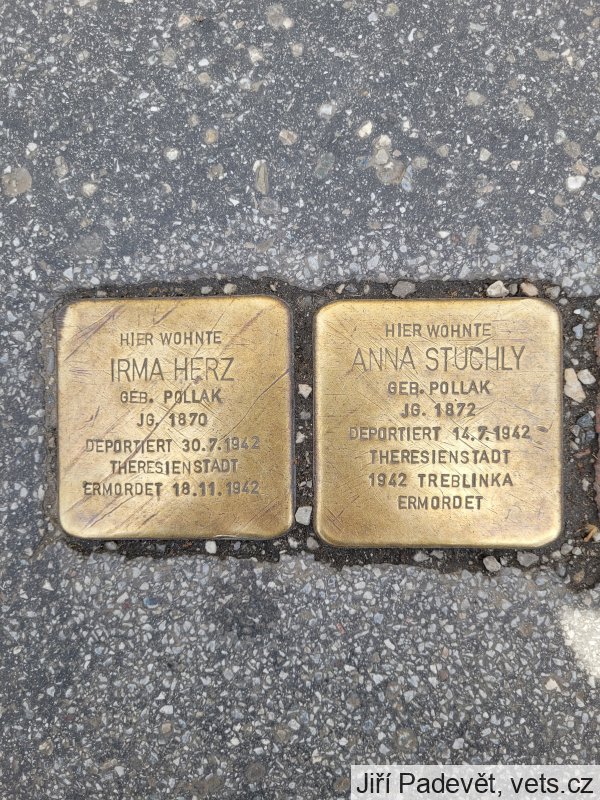 HIER WOHNTE
IRMA HERZ
GEB. POLLAK
JG. 1870
DEPORTIERT 30.7.1942
THERESIENSTADT
ERMORDET 18.11.1942
HIER WOHNTE
ANNA STUCHLY
GEB. POLLAK
JG. 1872
DEPORTIERT 14.7.1942
THERESIENSTADT
1942 TREBLINKA
ERMORDET
Jiří Padevět, vets.cz